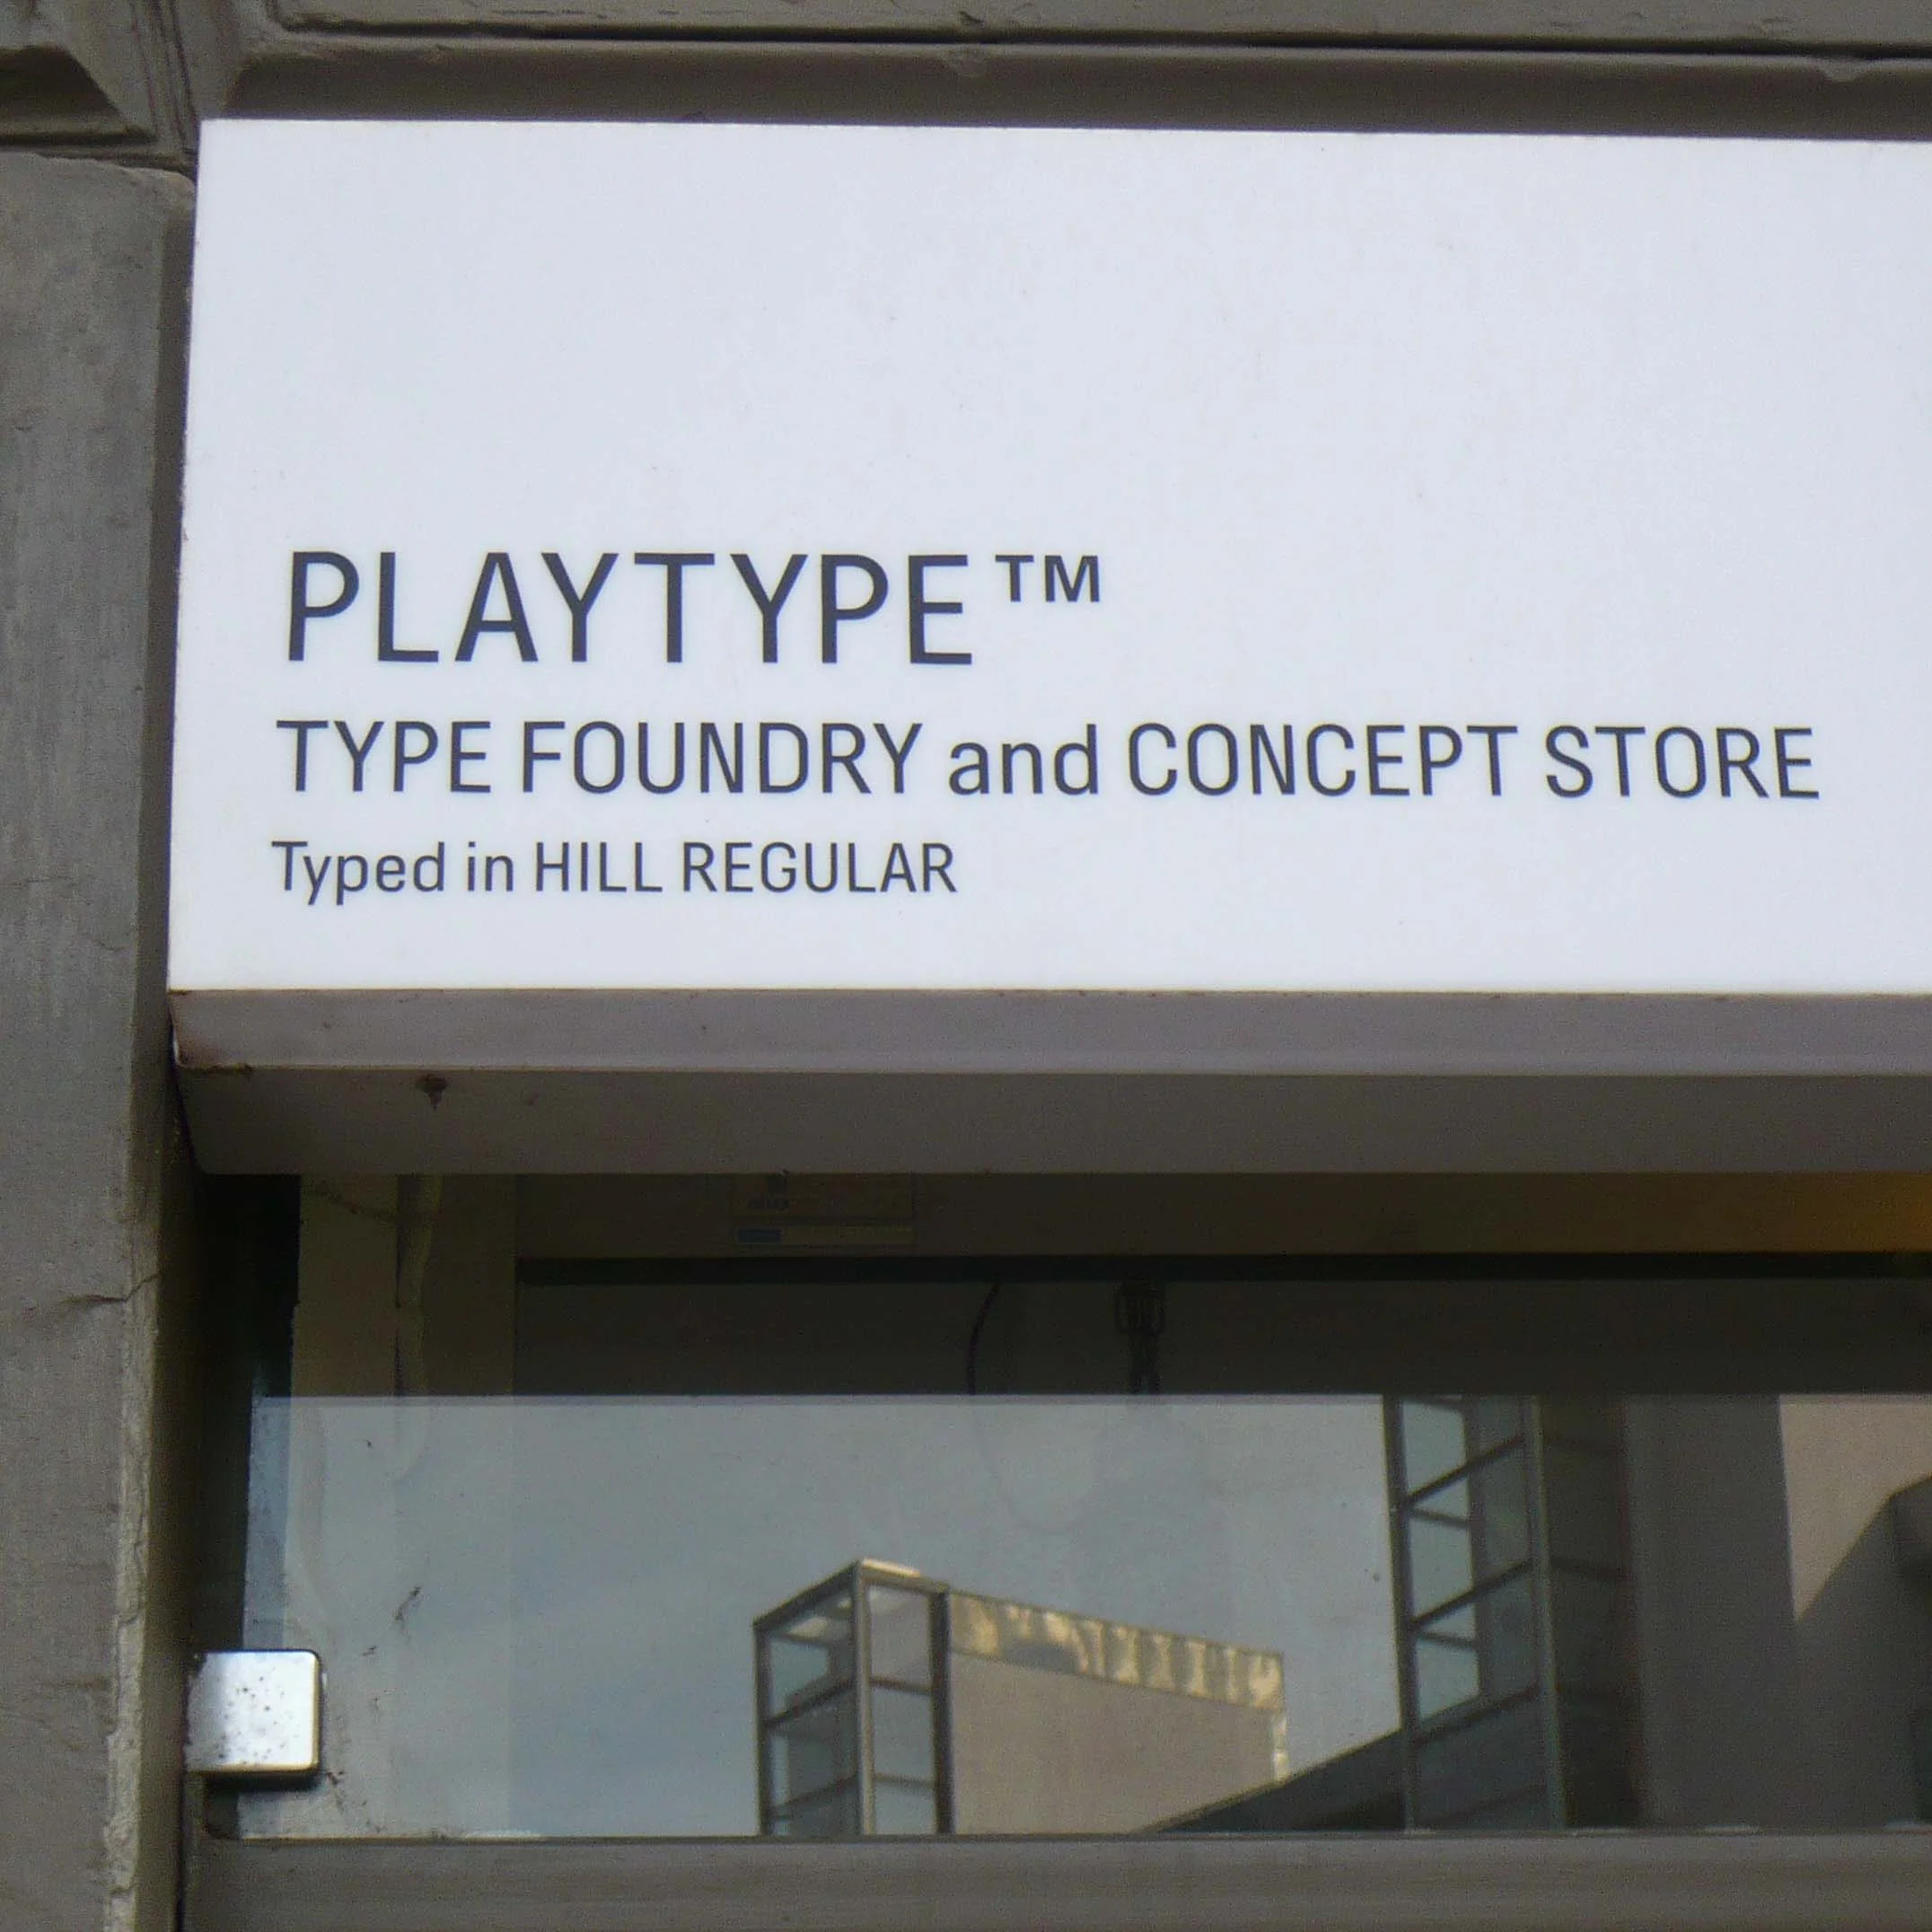 PLAYTYPE™
TYPE FOUNDRY and CONCEPT STORE
Typed in HILL REGULAR